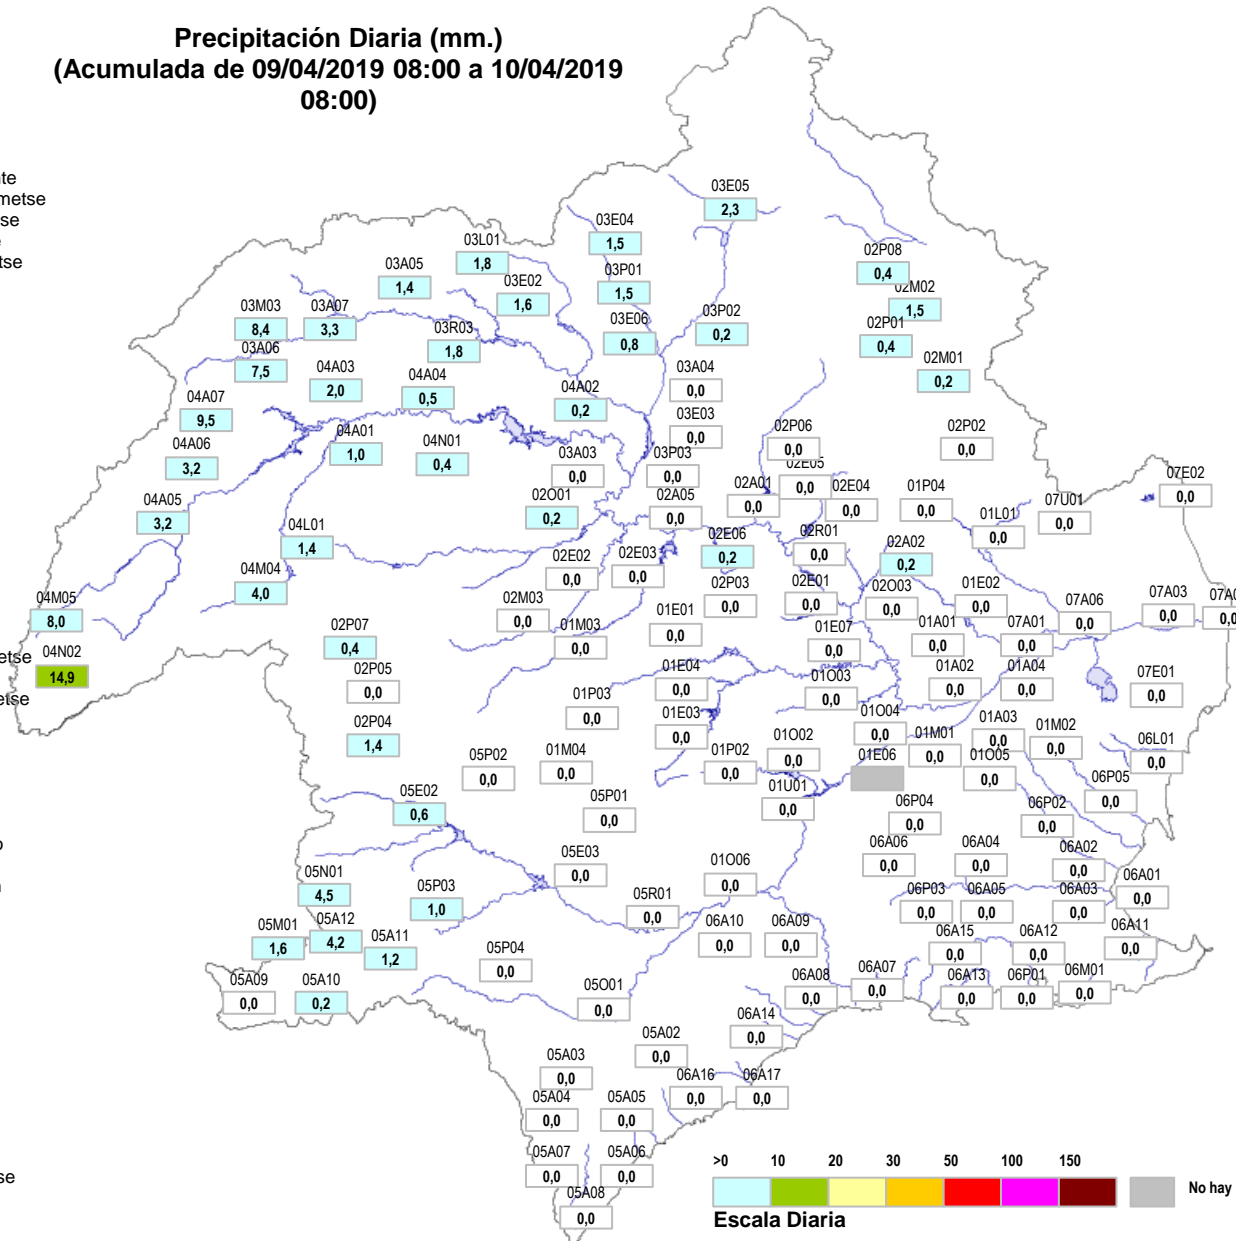 Precipitación Diaria (mm.)
(Acumulada de 09/04/2019 08:00 a 10/04/2019
08:00)
03E05
2,3
03E04
1,5
03L01
1,8
02P08
0,4
03A05
1,4
03E02
1,6
03P01
1,5
02M02
1,5
03M03
8,4
03A07
3,3
03R03
1,8
03E06
0,8
03P02
0,2
02P01
0,4
03A06
7,5
04A03
2,0
04A04
0,5
04A02
0,2
03A04
0,0
02M01
0,2
04A07
9,5
03E03
0,0
04A06
3,2
04A01
1,0
04N01
0,4
03A03
0,0
03P03
0,0
02P06
0,0
02P02
0,0
02E05
0,0
07E02
0,0
04A05
3,2
02O01
0,2
02A05
0,0
02A01
0,0
02E04
0,0
01P04
0,0
01L01
0,0
07U01
0,0
04L01
1,4
02E02
0,0
02E03
0,0
02E06
0,2
02R01
0,0
02A02
0,2
04M04
4,0
04M05
8,0
02M03
0,0
01M03
0,0
01E01
0,0
02P03
0,0
02E01
0,0
02O03
0,0
01E02
0,0
07A06
0,0
07A03
0,0
07A0
0,0
04N02
14,9
02P07
0,4
01E07
0,0
01A01
0,0
07A01
0,0
02P05
0,0
01E04
0,0
01O03
0,0
01A02
0,0
01A04
0,0
07E01
0,0
01P03
0,0
02P04
1,4
01E03
0,0
01O04
0,0
01A03
0,0
01M02
0,0
05P02
0,0
01M04
0,0
01P02
0,0
01O02
0,0
01E06
01M01
0,0
01O05
0,0
06L01
0,0
05E02
0,6
05P01
0,0
01U01
0,0
06P04
0,0
06P02
0,0
06P05
0,0
05E03
0,0
01O06
0,0
06A06
0,0
06A04
0,0
06A02
0,0
05N01
4,5
05P03
1,0
05R01
0,0
06P03
0,0
06A05
0,0
06A03
0,0
06A01
0,0
05M01
1,6
05A12
4,2
05A11
1,2
06A10
0,0
06A09
0,0
06A15
0,0
06A12
0,0
06A11
0,0
05A09
0,0
05A10
0,2
05P04
0,0
05O01
0,0
06A08
0,0
06A07
0,0
06A13
0,0
06P01
0,0
06M01
0,0
05A02
0,0
06A14
0,0
05A03
0,0
06A16
0,0
06A17
0,0
05A04
0,0
05A05
0,0
05A07
0,0
05A06
0,0
05A08
0,0
>0 10 20 30 50 100 150
No hay
Escala Diaria